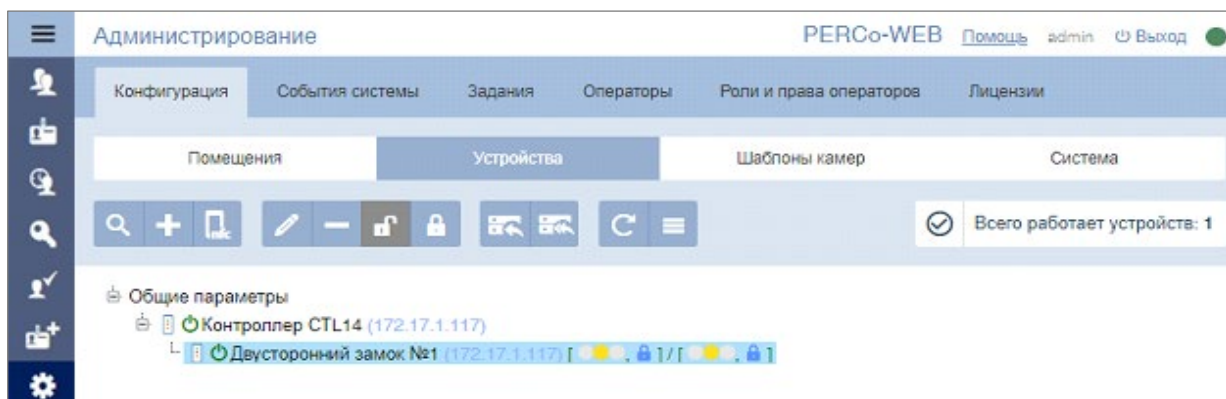 Администрирование PERCo-WEB Помощь admin Выход
Конфигурация События системы Задания Операторы Роли и права операторов Лицензии
Помещения Устройства Шаблоны камер Система
Всего работает устройств: 1
Общие параметры
Контроллер CTL14 (172.17.1.117)
Двусторонний замок №1 (172.17.1.117) [ , ] / [ , ]